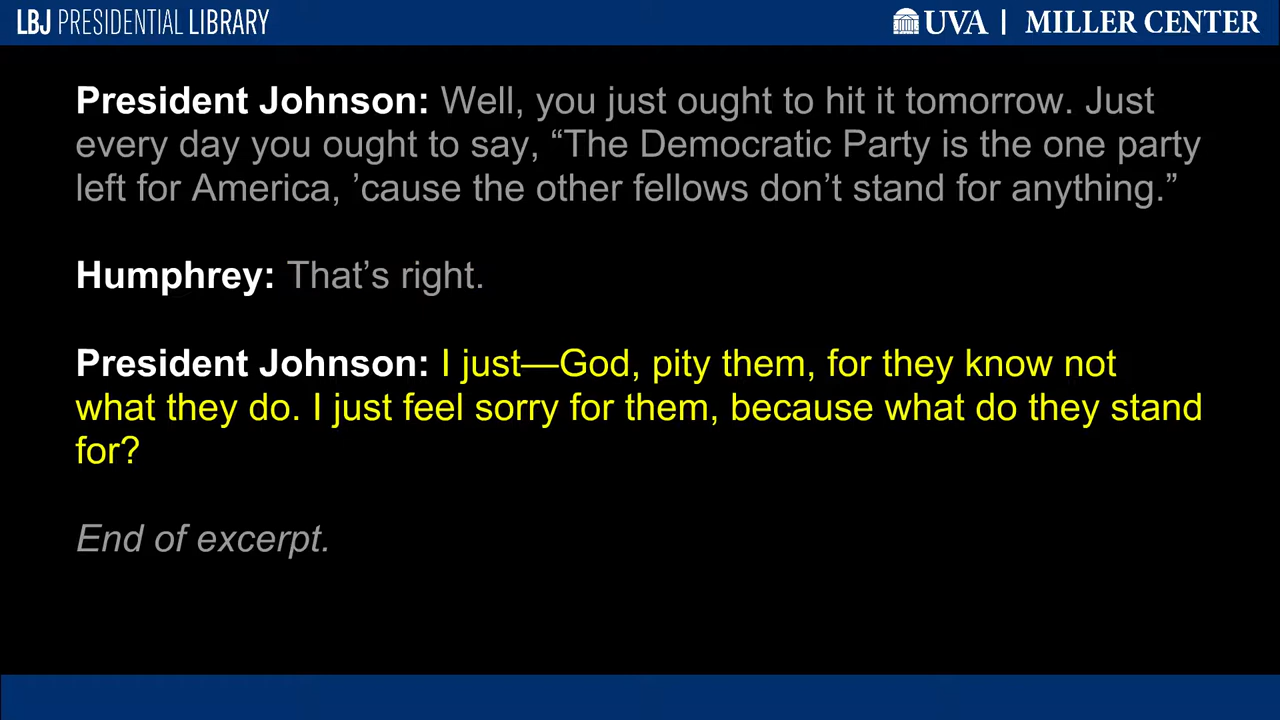 LBJ PRESIDENTIAL LIBRARY
UVA | MILLER CENTER
President Johnson: Well, you just ought to hit it tomorrow. Just
every day you ought to say, “The Democratic Party is the one party
left for America, ’cause the other fellows don’t stand for anything.”
Humphrey: That’s right.
President Johnson: I just—God, pity them, for they know not
what they do. I just feel sorry for them, because what do they stand
for?
End of excerpt.